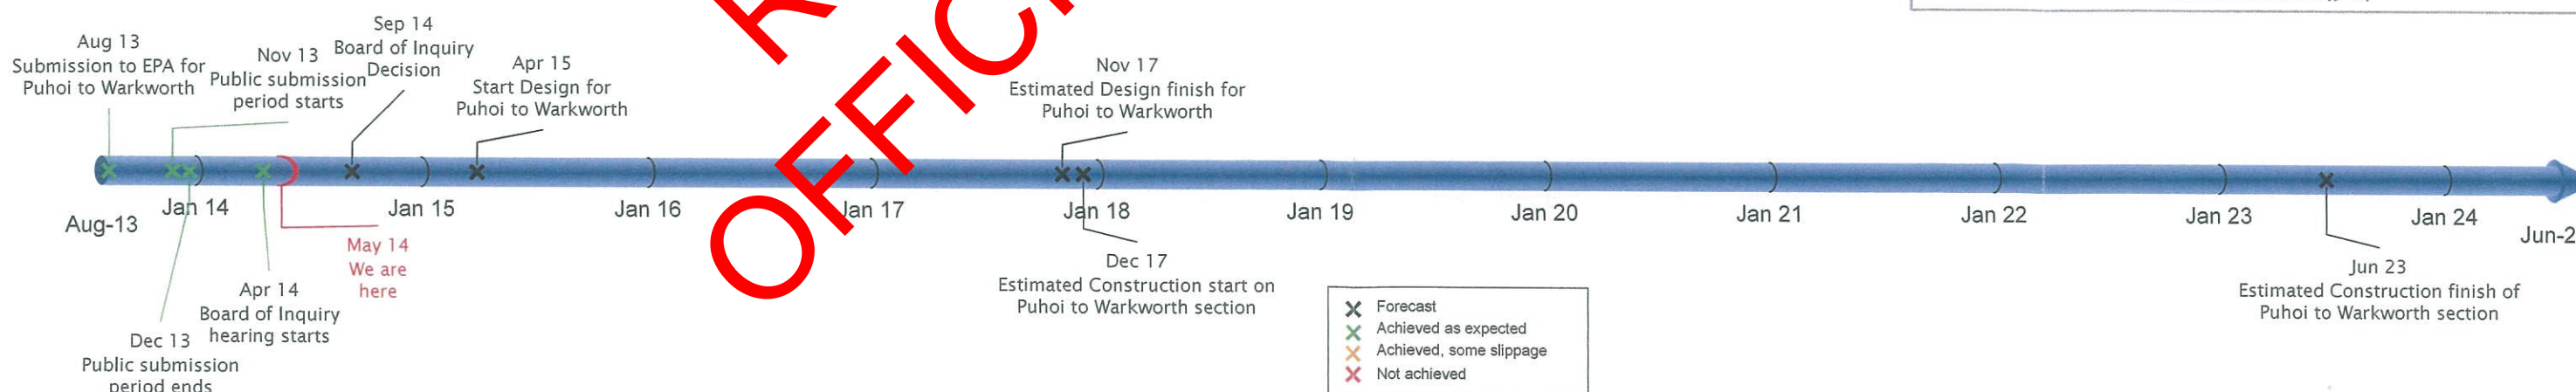 Aug 13
Submission to EPA for
Puhoi to Warkworth
Nov 13
Public submission
period starts
Sep 14
Board of Inquiry
Decision
Apr 15
Start Design for
Puhoi to Warkworth
Nov 17
Estimated Design finish for
Puhoi to Warkworth
Aug-13
Jan 14
Jan 15
Jan 16
Jan 17
Jan 18
Jan 19
Jan 20
Jan 21
Jan 22
Jan 23
Jan 24
Dec 13
Public submission
period ends
Apr 14
Board of Inquiry
hearing starts
May 14
We are
here
Dec 17
Estimated Construction start on
Puhoi to Warkworth section
Jun 23
Estimated Construction finish of
Puhoi to Warkworth section
Forecast
Achieved as expected
Achieved, some slippage
Not achieved